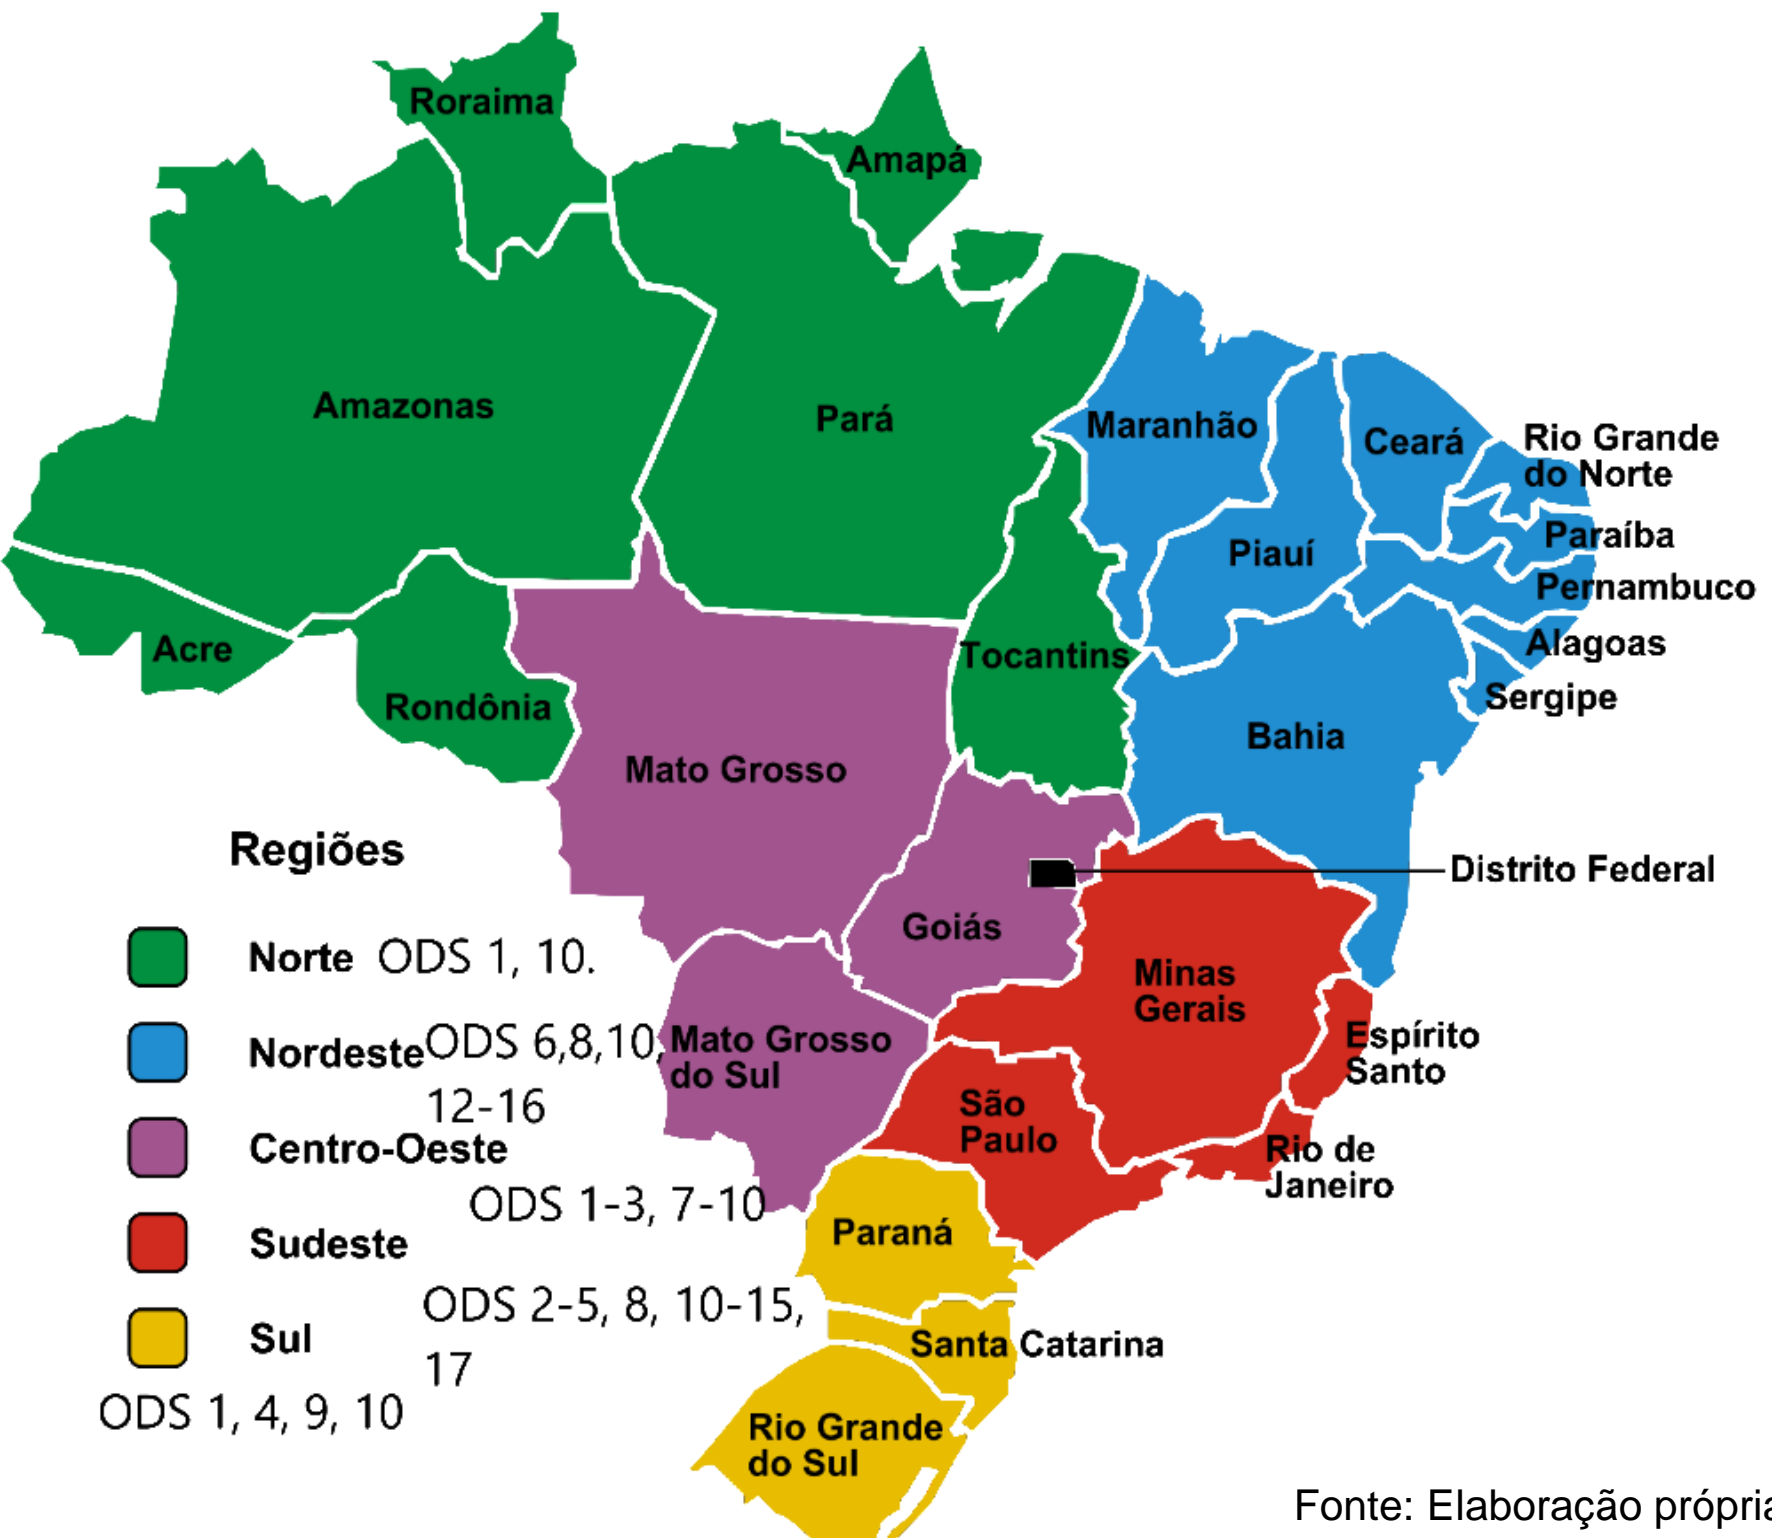 Roraima
Amapá
Amazonas
Pará
Maranhão
Ceará
Rio Grande
do Norte
Paraíba
Piauí
Pernambuco
Alagoas
Acre
Tocantins
Sergipe
Rondônia
Bahia
Mato Grosso
Regiões
Distrito Federal
Goiás
Norte ODS 1, 10.
Minas
Gerais
Nordeste ODS 6,8,10,
12-16
Mato Grosso
do Sul
Espírito
Santo
São
Paulo
Centro-Oeste
ODS 1-3, 7-10
Rio de
Janeiro
Paraná
Sudeste
ODS 2-5, 8, 10-15,
17
Sul
Santa Catarina
ODS 1, 4, 9, 10
Rio Grande
do Sul
Fonte: Elaboração própria